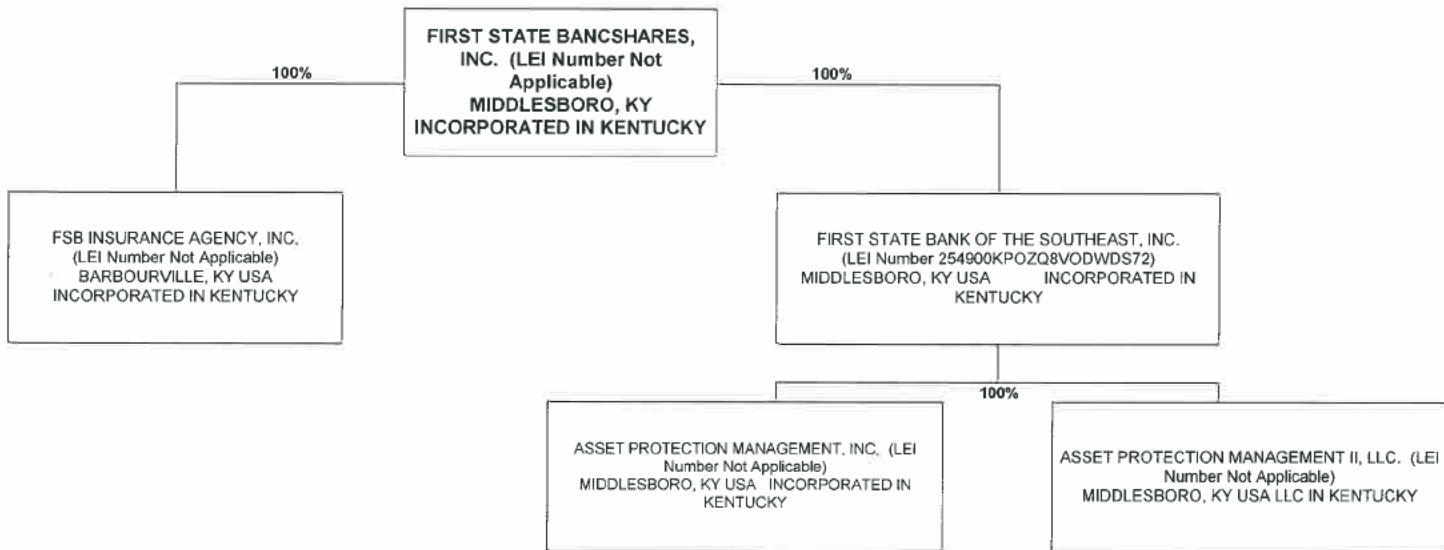 FIRST STATE BANCSHARES,
INC. (LEI Number Not
Applicable)
MIDDLESBORO, KY
INCORPORATED IN KENTUCKY
100%
100%
FSB INSURANCE AGENCY, INC.
(LEI Number Not Applicable)
BARBOURVILLE, KY USA
INCORPORATED IN KENTUCKY
FIRST STATE BANK OF THE SOUTHEAST, INC.
(LEI Number 254900KPOZQ8VODWDS72)
MIDDLESBORO, KY USA INCORPORATED IN
KENTUCKY
100%
ASSET PROTECTION MANAGEMENT, INC. (LEI
Number Not Applicable)
MIDDLESBORO, KY USA INCORPORATED IN
KENTUCKY
ASSET PROTECTION MANAGEMENT II, LLC. (LEI
Number Not Applicable)
MIDDLESBORO, KY USA LLC IN KENTUCKY